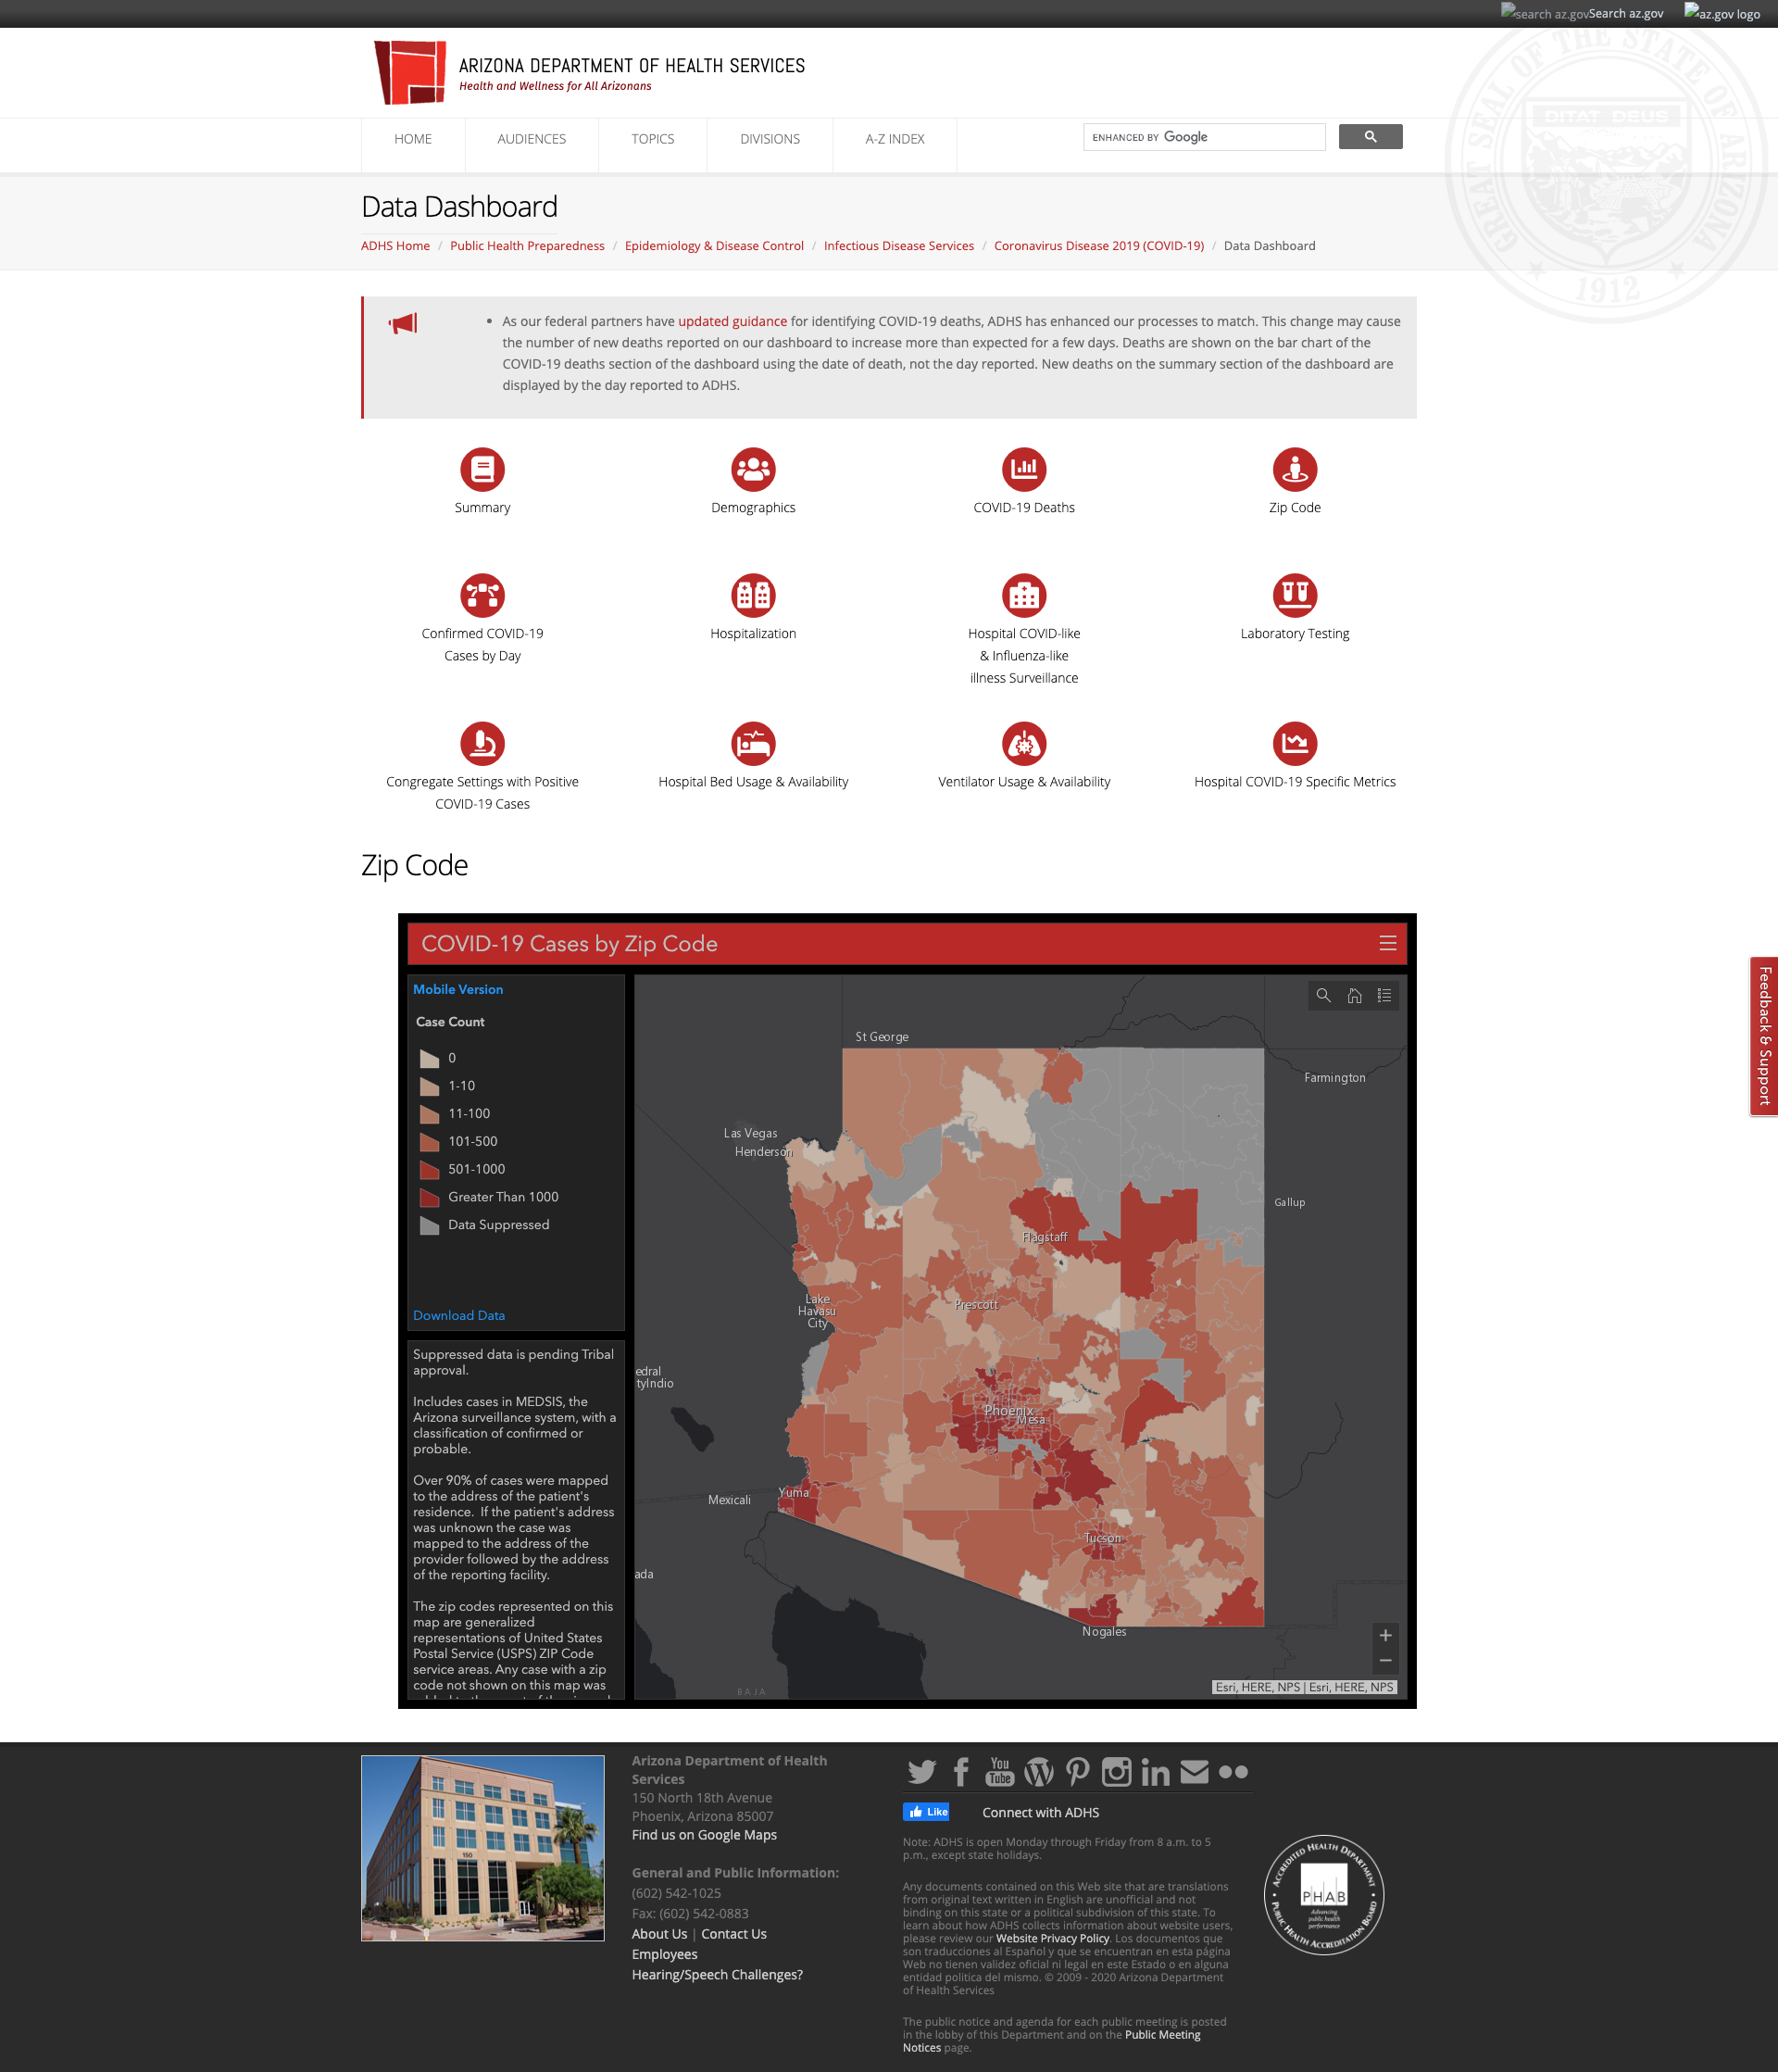 search az.gov Search az.gov az.gov logo
ARIZONA DEPARTMENT OF HEALTH SERVICES
Health and Wellness for All Arizonans
GREAT SEAL OF THE STATE OF ARIZONA
DITAT DEUS
1912
HOME AUDIENCES TOPICS DIVISIONS A-Z INDEX
ENHANCED BY Google
Data Dashboard
ADHS Home / Public Health Preparedness / Epidemiology & Disease Control / Infectious Disease Services / Coronavirus Disease 2019 (COVID-19) / Data Dashboard
As our federal partners have updated guidance for identifying COVID-19 deaths, ADHS has enhanced our processes to match. This change may cause
the number of new deaths reported on our dashboard to increase more than expected for a few days. Deaths are shown on the bar chart of the
COVID-19 deaths section of the dashboard using the date of death, not the day reported. New deaths on the summary section of the dashboard are
displayed by the day reported to ADHS.
Summary
Demographics
COVID-19 Deaths
Zip Code
Confirmed COVID-19
Cases by Day
Hospitalization
Hospital COVID-like
& Influenza-like
illness Surveillance
Laboratory Testing
Congregate Settings with Positive
COVID-19 Cases
Hospital Bed Usage & Availability
Ventilator Usage & Availability
Hospital COVID-19 Specific Metrics
Zip Code
COVID-19 Cases by Zip Code
Mobile Version
Case Count
0
1-10
11-100
101-500
501-1000
Greater Than 1000
Data Suppressed
Download Data
Suppressed data is pending Tribal
approval.
Includes cases in MEDSIS, the
Arizona surveillance system, with a
classification of confirmed or
probable.
Over 90% of cases were mapped
to the address of the patient's
residence. If the patient's address
was unknown the case was
mapped to the address of the
provider followed by the address
of the reporting facility.
The zip codes represented on this
map are generalized
representations of United States
Postal Service (USPS) ZIP Code
service areas. Any case with a zip
code not shown on this map was
St George
Farmington
Las Vegas
Henderson
Gallup
Flagstaff
Lake
Havasu
City
Prescott
edral
tyIndio
Phoenix
Mesa
Mexicali
Yuma
Tucson
ada
Nogales
BAJA
Esri, HERE, NPS | Esri, HERE, NPS
Feedback & Support
150
Arizona Department of Health
Services
150 North 18th Avenue
Phoenix, Arizona 85007
Find us on Google Maps
General and Public Information:
(602) 542-1025
Fax: (602) 542-0883
About Us | Contact Us
Employees
Hearing/Speech Challenges?
You
Tube
Like
Connect with ADHS
Note: ADHS is open Monday through Friday from 8 a.m. to 5
p.m., except state holidays.
Any documents contained on this Web site that are translations
from original text written in English are unofficial and not
binding on this state or a political subdivision of this state. To
learn about how ADHS collects information about website users,
please review our Website Privacy Policy. Los documentos que
son traducciones al Español y que se encuentran en esta página
Web no tienen validez oficial ni legal en este Estado o en alguna
entidad politica del mismo. © 2009 - 2020 Arizona Department
of Health Services
The public notice and agenda for each public meeting is posted
in the lobby of this Department and on the Public Meeting
Notices page.
ACCREDITED HEALTH DEPARTMENT
PHAB
Advancing
public health
performance
PUBLIC HEALTH ACCREDITATION BOARD